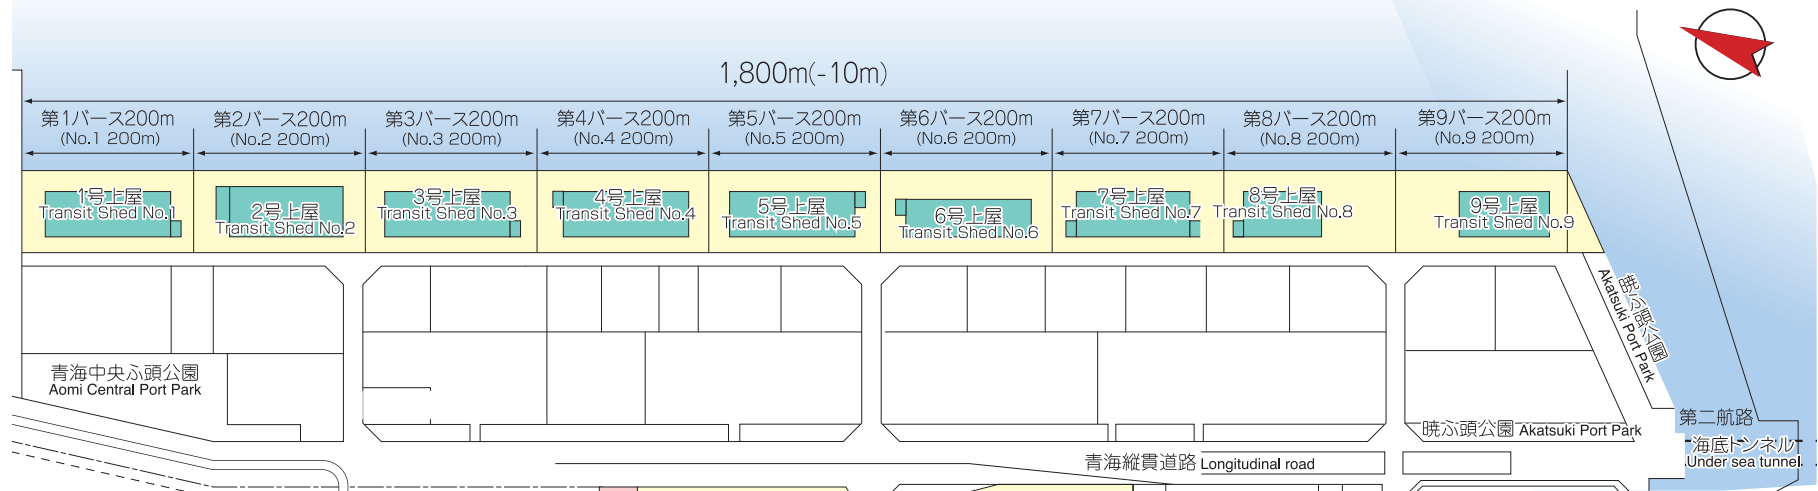 1,800m(-10m)
第1バース200m
(No.1 200m)
第2バース200m
(No.2 200m)
第3バース200m
(No.3 200m)
第4バース200m
(No.4 200m)
第5バース200m
(No.5 200m)
第6バース200m
(No.6 200m)
第7バース200m
(No.7 200m)
第8バース200m
(No.8 200m)
第9バース200m
(No.9 200m)
1号上屋
Transit Shed No.1
2号上屋
Transit Shed No.2
3号上屋
Transit Shed No.3
4号上屋
Transit Shed No.4
5号上屋
Transit Shed No.5
6号上屋
Transit Shed No.6
7号上屋
Transit Shed No.7
8号上屋
Transit Shed No.8
9号上屋
Transit Shed No.9
暁ふ頭公園
Akatsuki Port Park
青海中央ふ頭公園
Aomi Central Port Park
暁ふ頭公園 Akatsuki Port Park
第二航路
海底トンネル
Under sea tunnel
青海縦貫道路 Longitudinal road